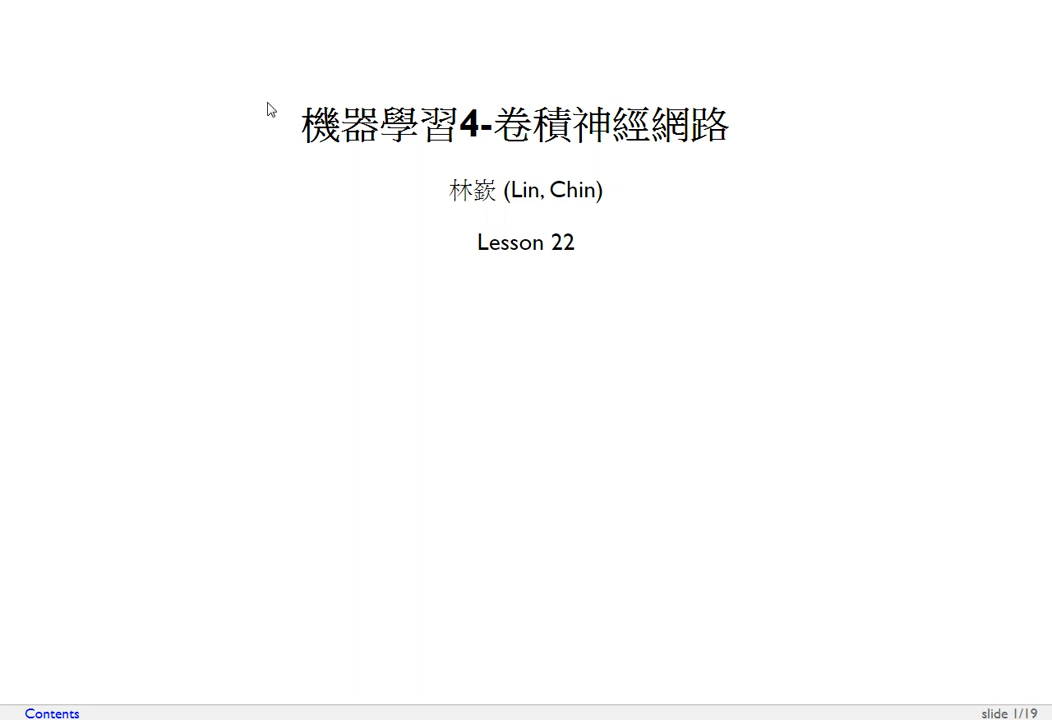 機器學習4-卷積神經網路
林嶔 (Lin, Chin)
Lesson 22
Contents
slide 1/19